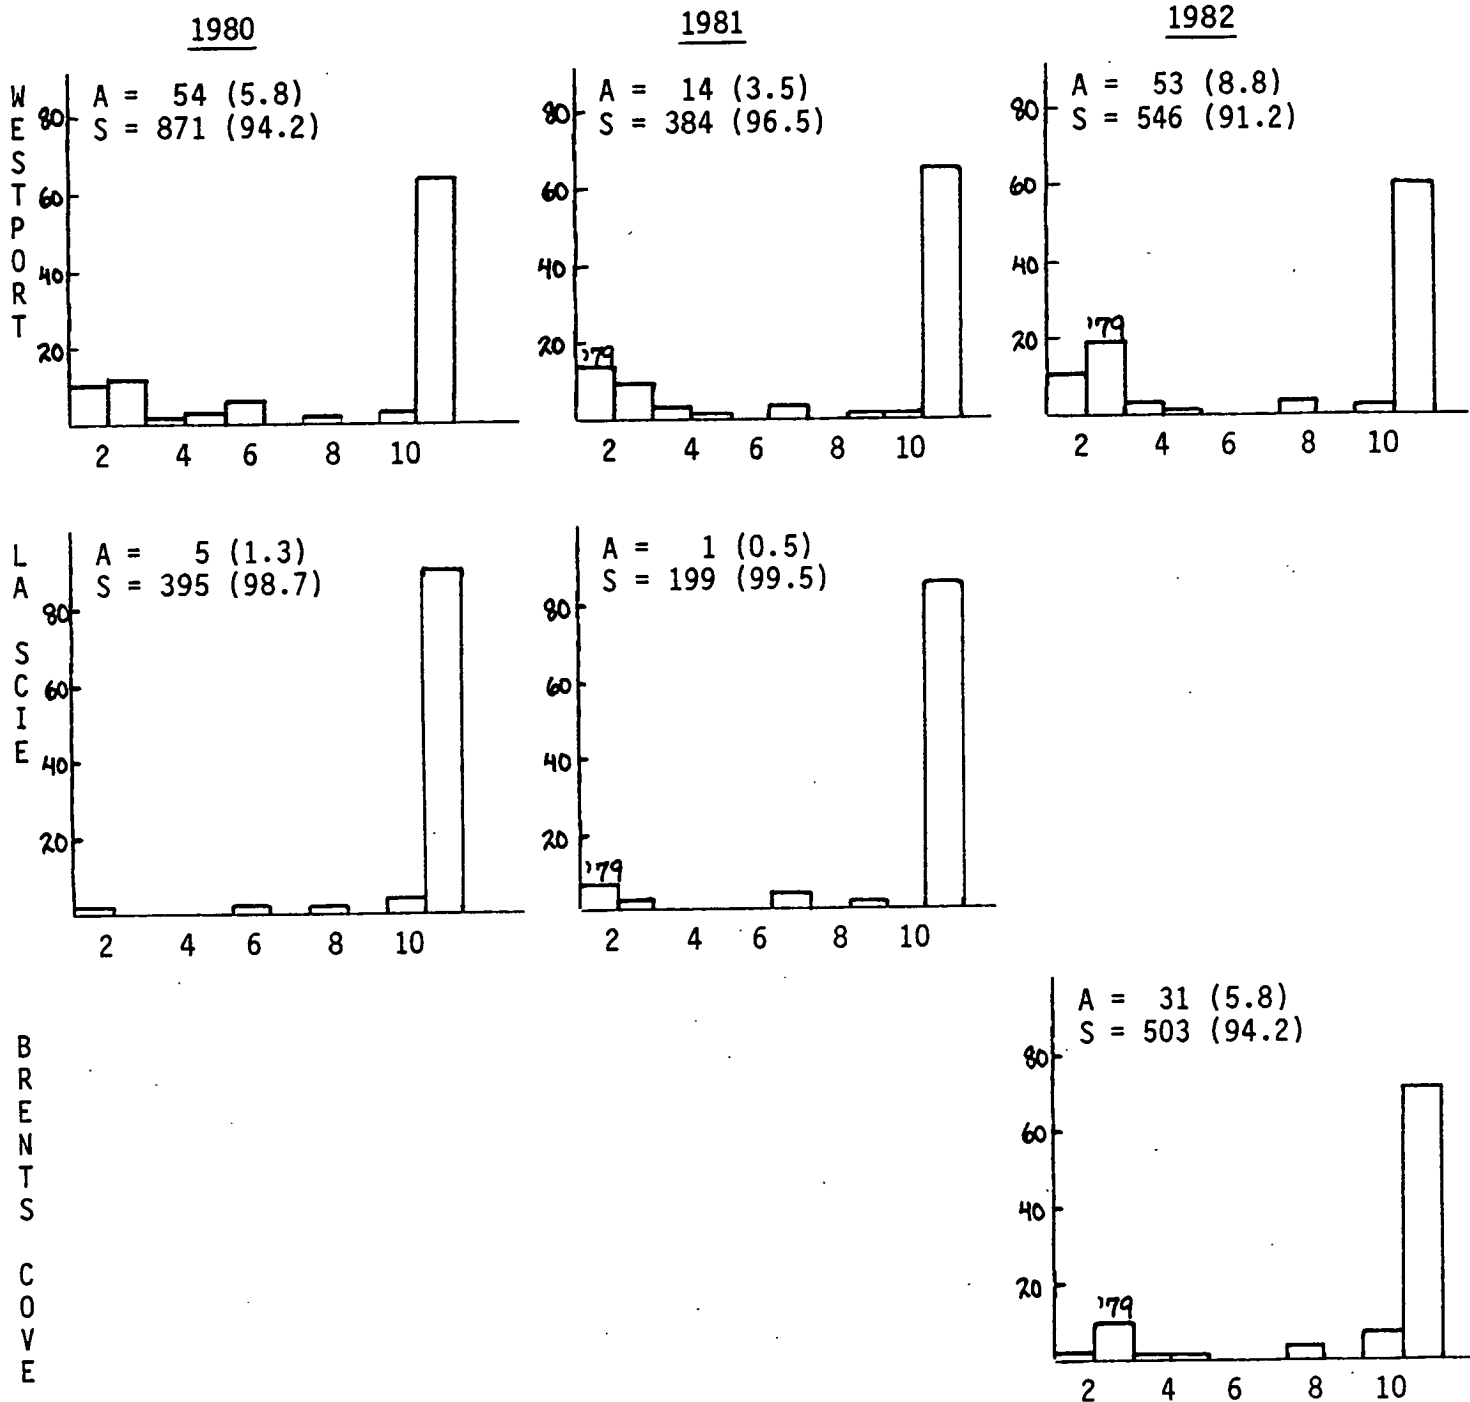 1980 1981 1982
WESTPORT
A = 54 (5.8)
S = 871 (94.2)
80
60
40
20
2 4 6 8 10
A = 14 (3.5)
S = 384 (96.5)
80
60
40
20
'79
2 4 6 8 10
A = 53 (8.8)
S = 546 (91.2)
80
60
40
20
'79
2 4 6 8 10
LA SCIE
A = 5 (1.3)
S = 395 (98.7)
80
60
40
20
2 4 6 8 10
A = 1 (0.5)
S = 199 (99.5)
80
60
40
20
'79
2 4 6 8 10
BRENTS COVE
A = 31 (5.8)
S = 503 (94.2)
80
60
40
20
'79
2 4 6 8 10